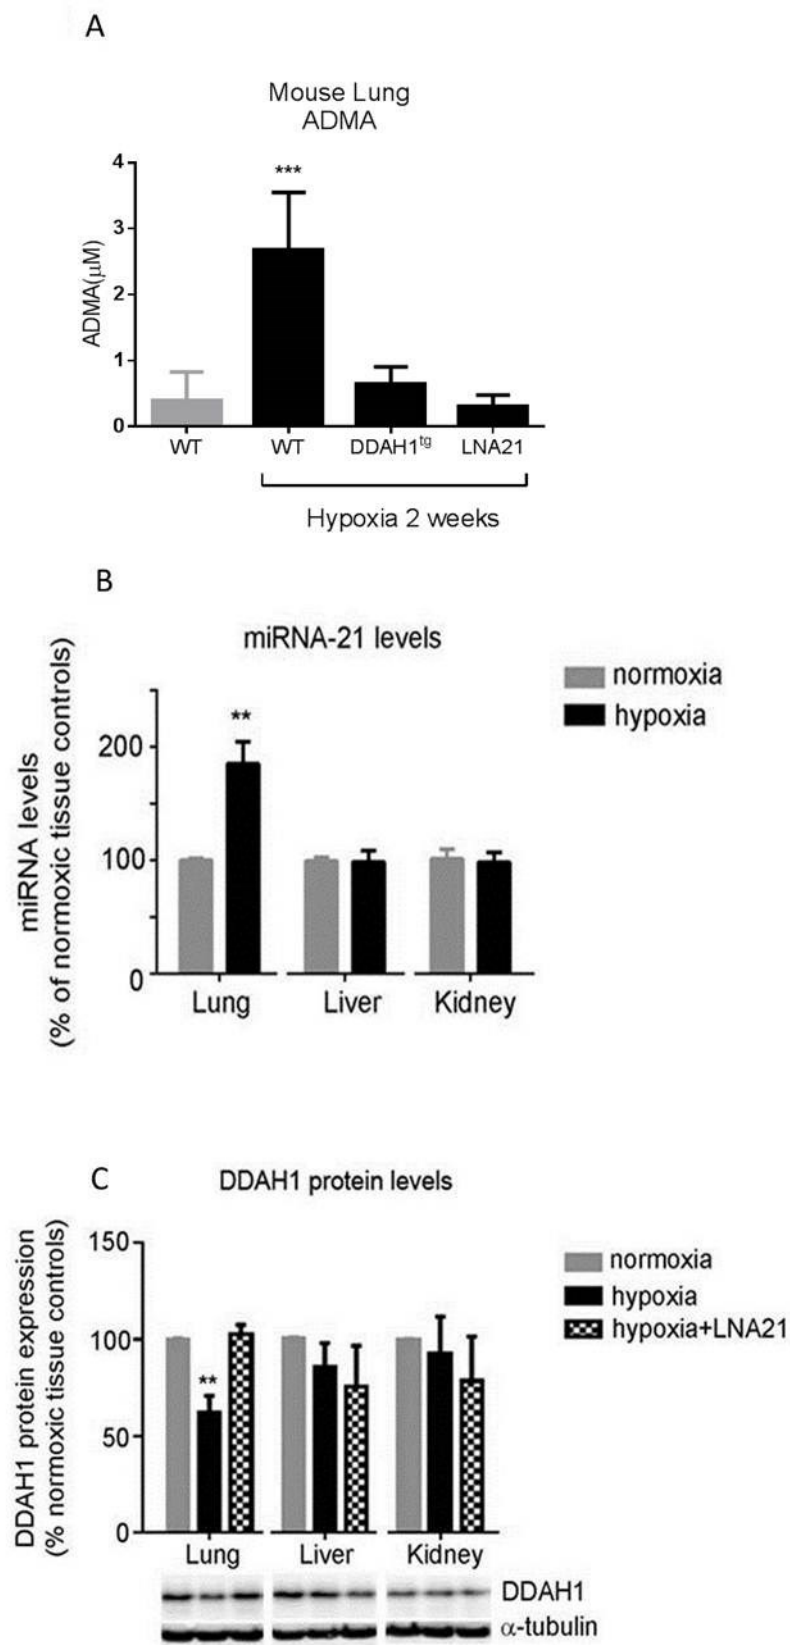 A
Mouse Lung
ADMA
***
4
3
2
1
0
ADMA(μM)
WT
WT
DDAH1tg
LNA21
Hypoxia 2 weeks
B
miRNA-21 levels
normoxia
hypoxia
miRNA levels
(% of normoxic tissue controls)
**
200
100
0
Lung
Liver
Kidney
C
DDAH1 protein levels
normoxia
hypoxia
hypoxia+LNA21
DDAH1 protein expression
(% normoxic tissue controls)
150
100
50
0
**
Lung
Liver
Kidney
DDAH1
α-tubulin